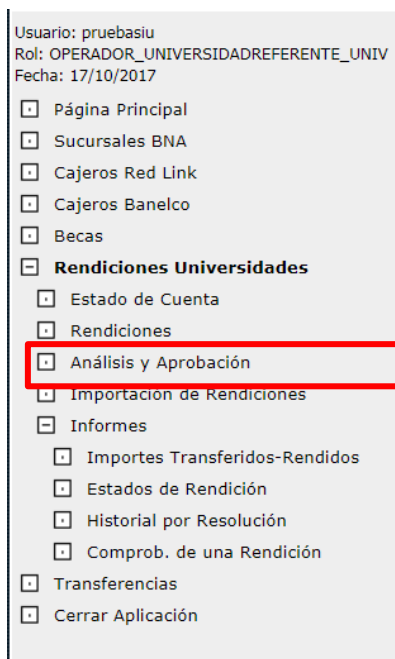 Usuario: pruebasiu
Rol: OPERADOR_UNIVERSIDADREFERENTE_UNIV
Fecha: 17/10/2017
Página Principal
Sucursales BNA
Cajeros Red Link
Cajeros Banelco
Becas
Rendiciones Universidades
Estado de Cuenta
Rendiciones
Análisis y Aprobación
Importación de Rendiciones
Informes
Importes Transferidos-Rendidos
Estados de Rendición
Historial por Resolución
Comprob. de una Rendición
Transferencias
Cerrar Aplicación